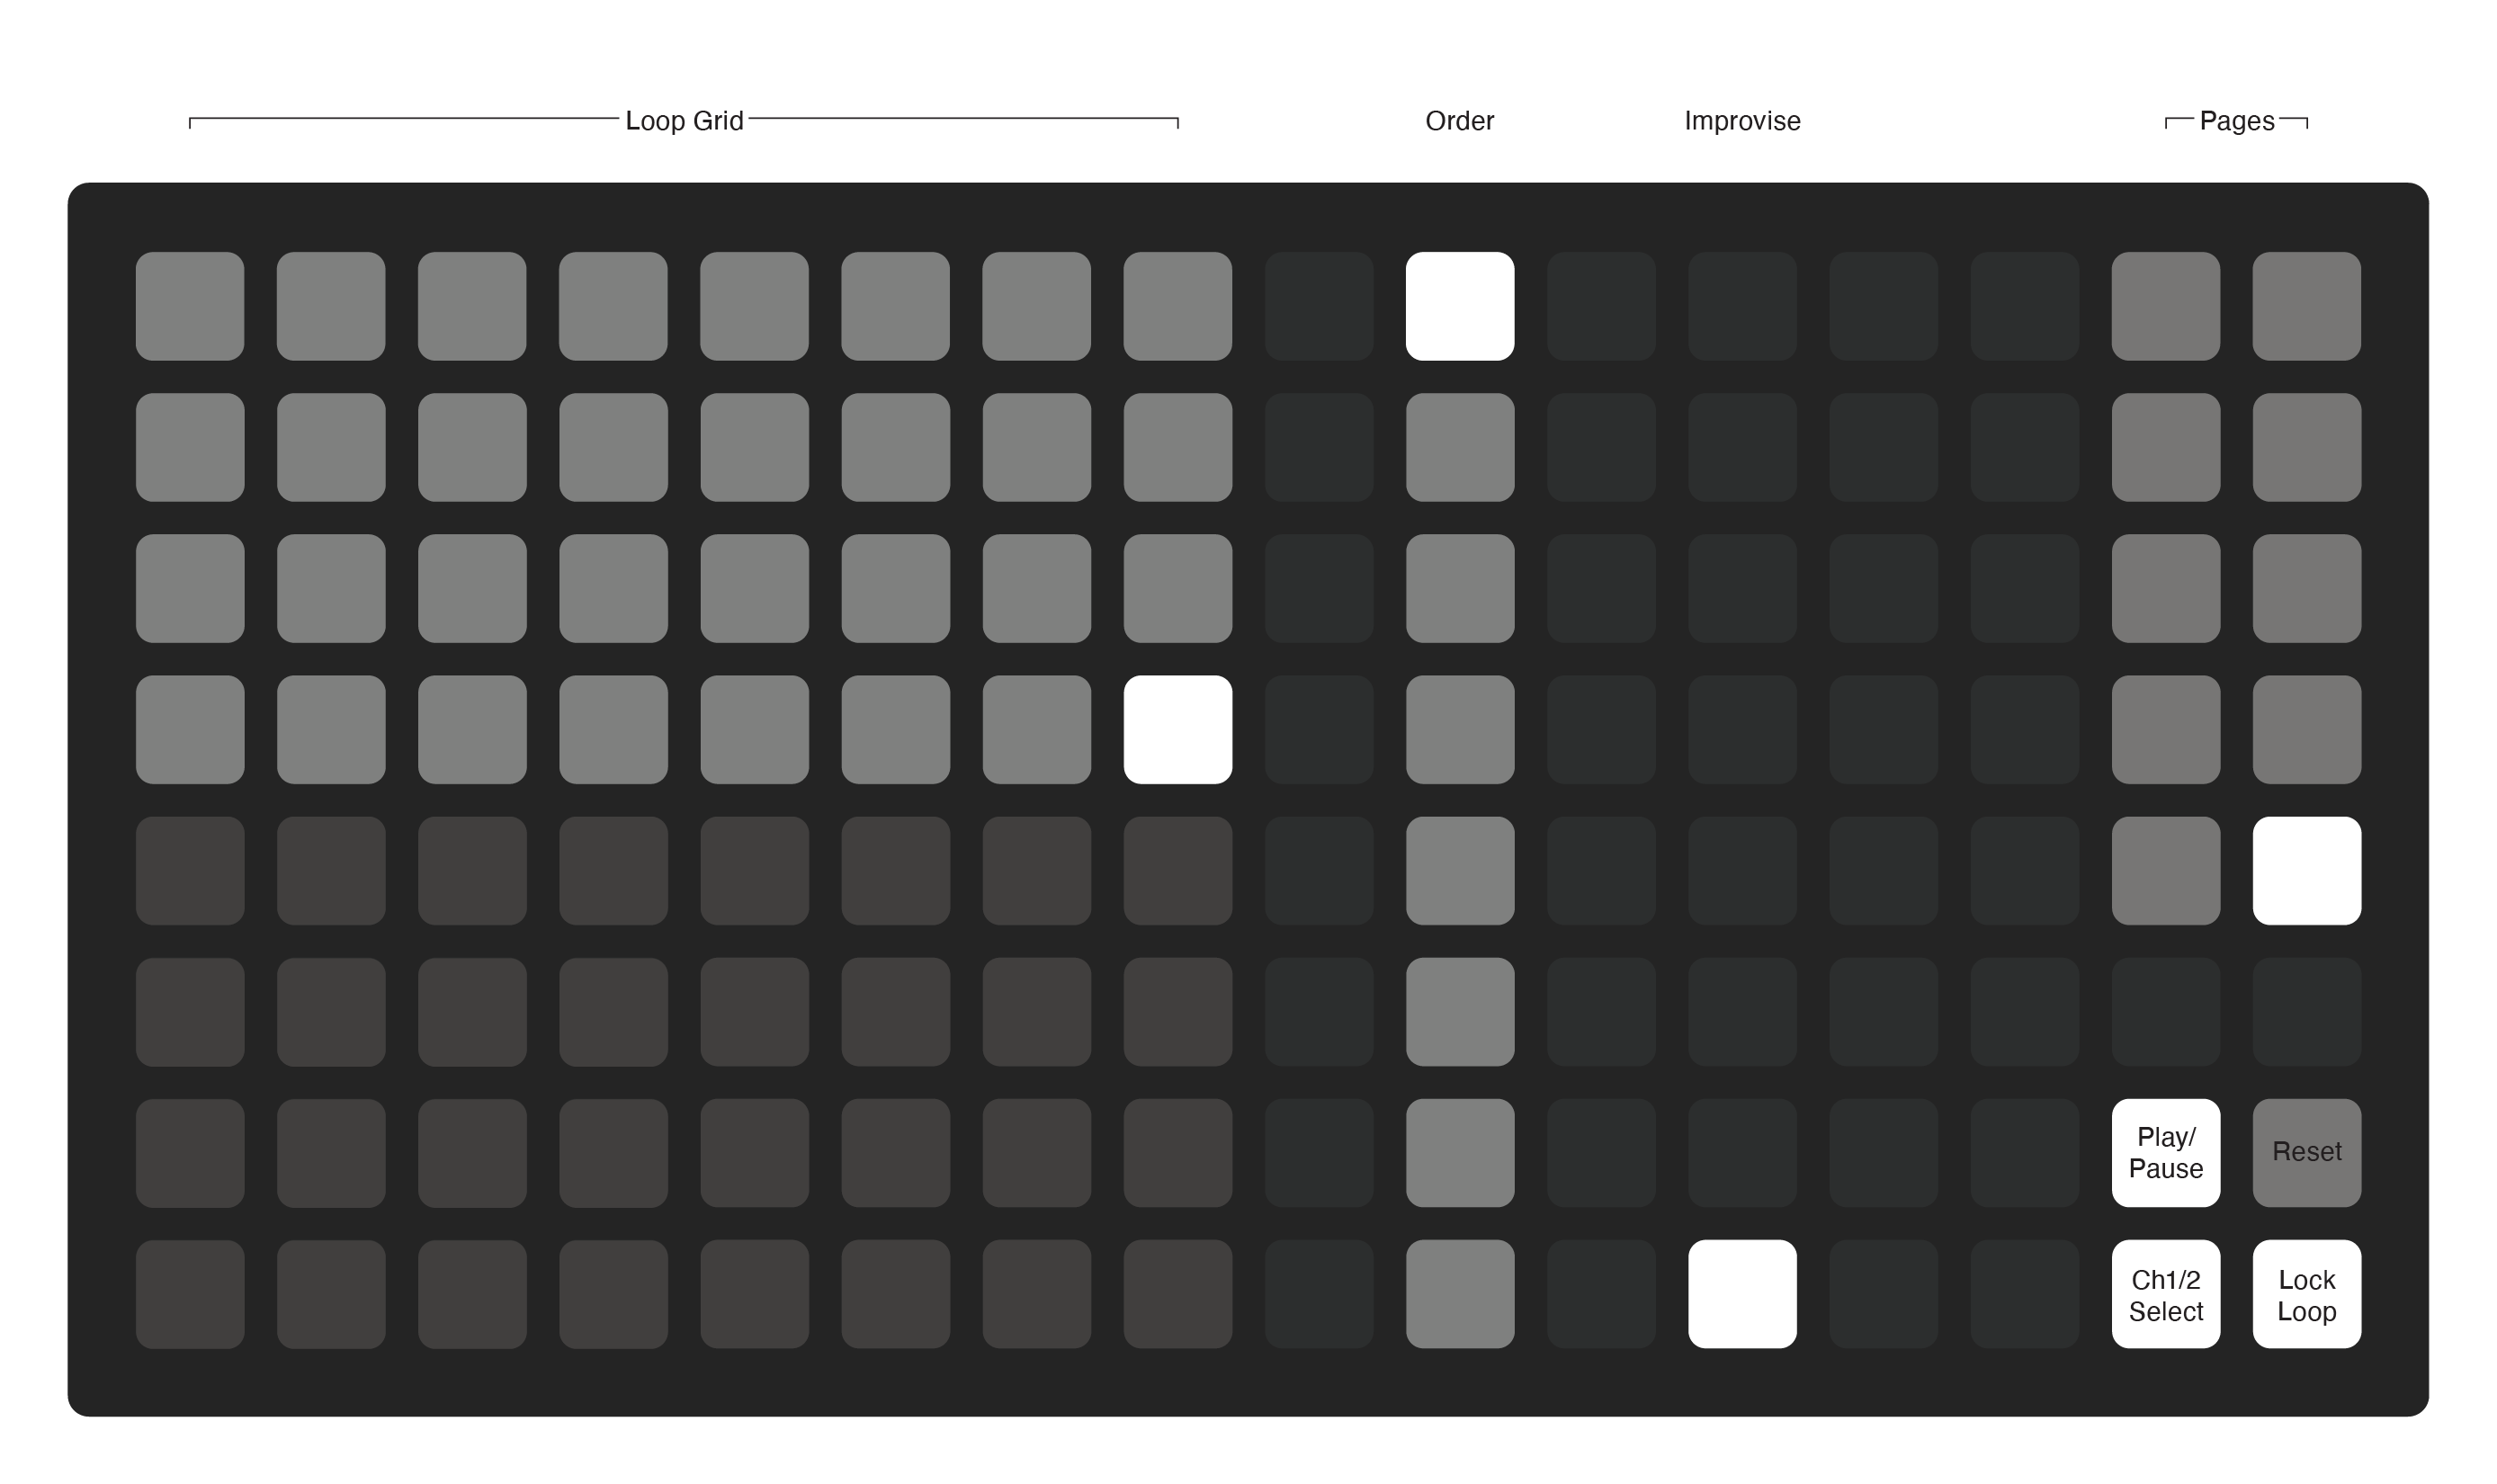 Loop Grid
Order
Improvise
Pages
Play/
Pause
Reset
Ch1/2
Select
Lock
Loop